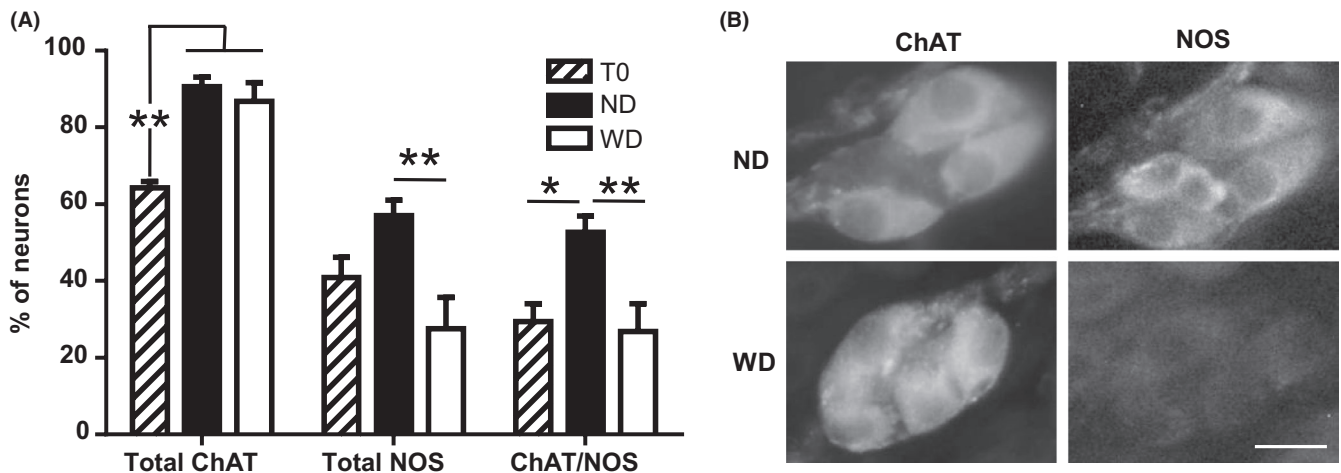 (A)
% of neurons
100
80
60
40
20
0
**
**
*
**
T0
ND
WD
Total ChAT
Total NOS
ChAT/NOS
(B)
ChAT
NOS
ND
WD